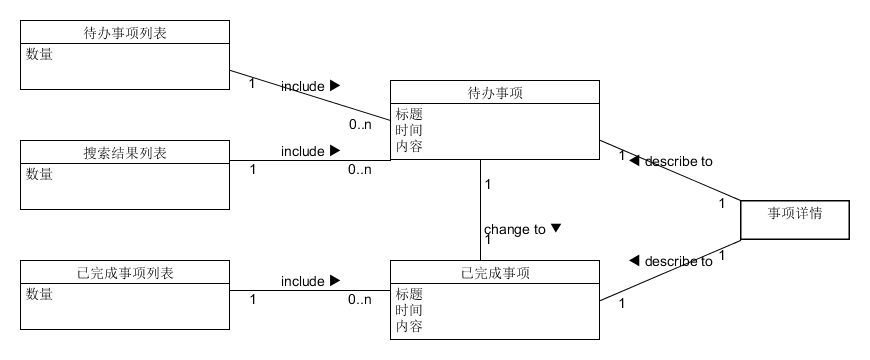 待办事项列表
数量
1
include ▶
0..n
待办事项
标题
时间
内容
搜索结果列表
数量
1
include ▶
0..n
1
◀ describe to
1
事项详情
1
change to ▼
1
已完成事项列表
数量
1
include ▶
0..n
已完成事项
标题
时间
内容
1
◀ describe to
1